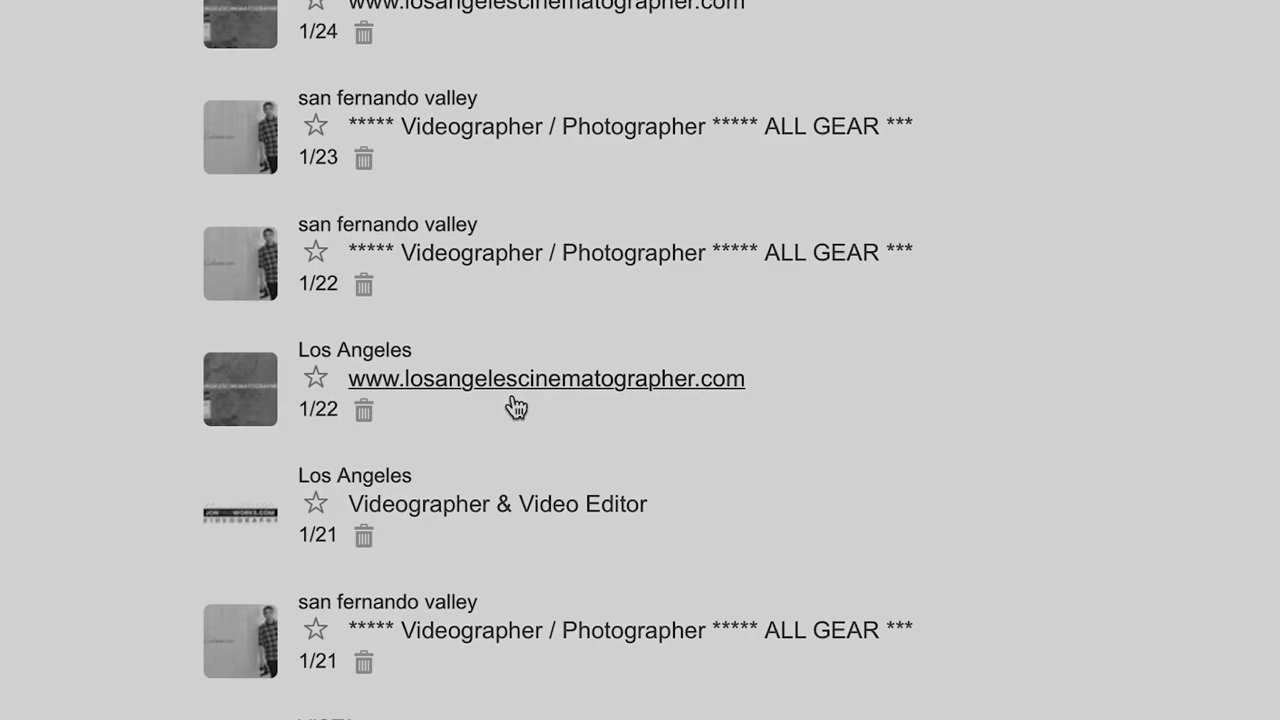 www.losangelescinematographer.com
1/24
san fernando valley
***** Videographer / Photographer ***** ALL GEAR ***
1/23
san fernando valley
***** Videographer / Photographer ***** ALL GEAR ***
1/22
Los Angeles
www.losangelescinematographer.com
1/22
Los Angeles
Videographer & Video Editor
1/21
san fernando valley
***** Videographer / Photographer ***** ALL GEAR ***
1/21